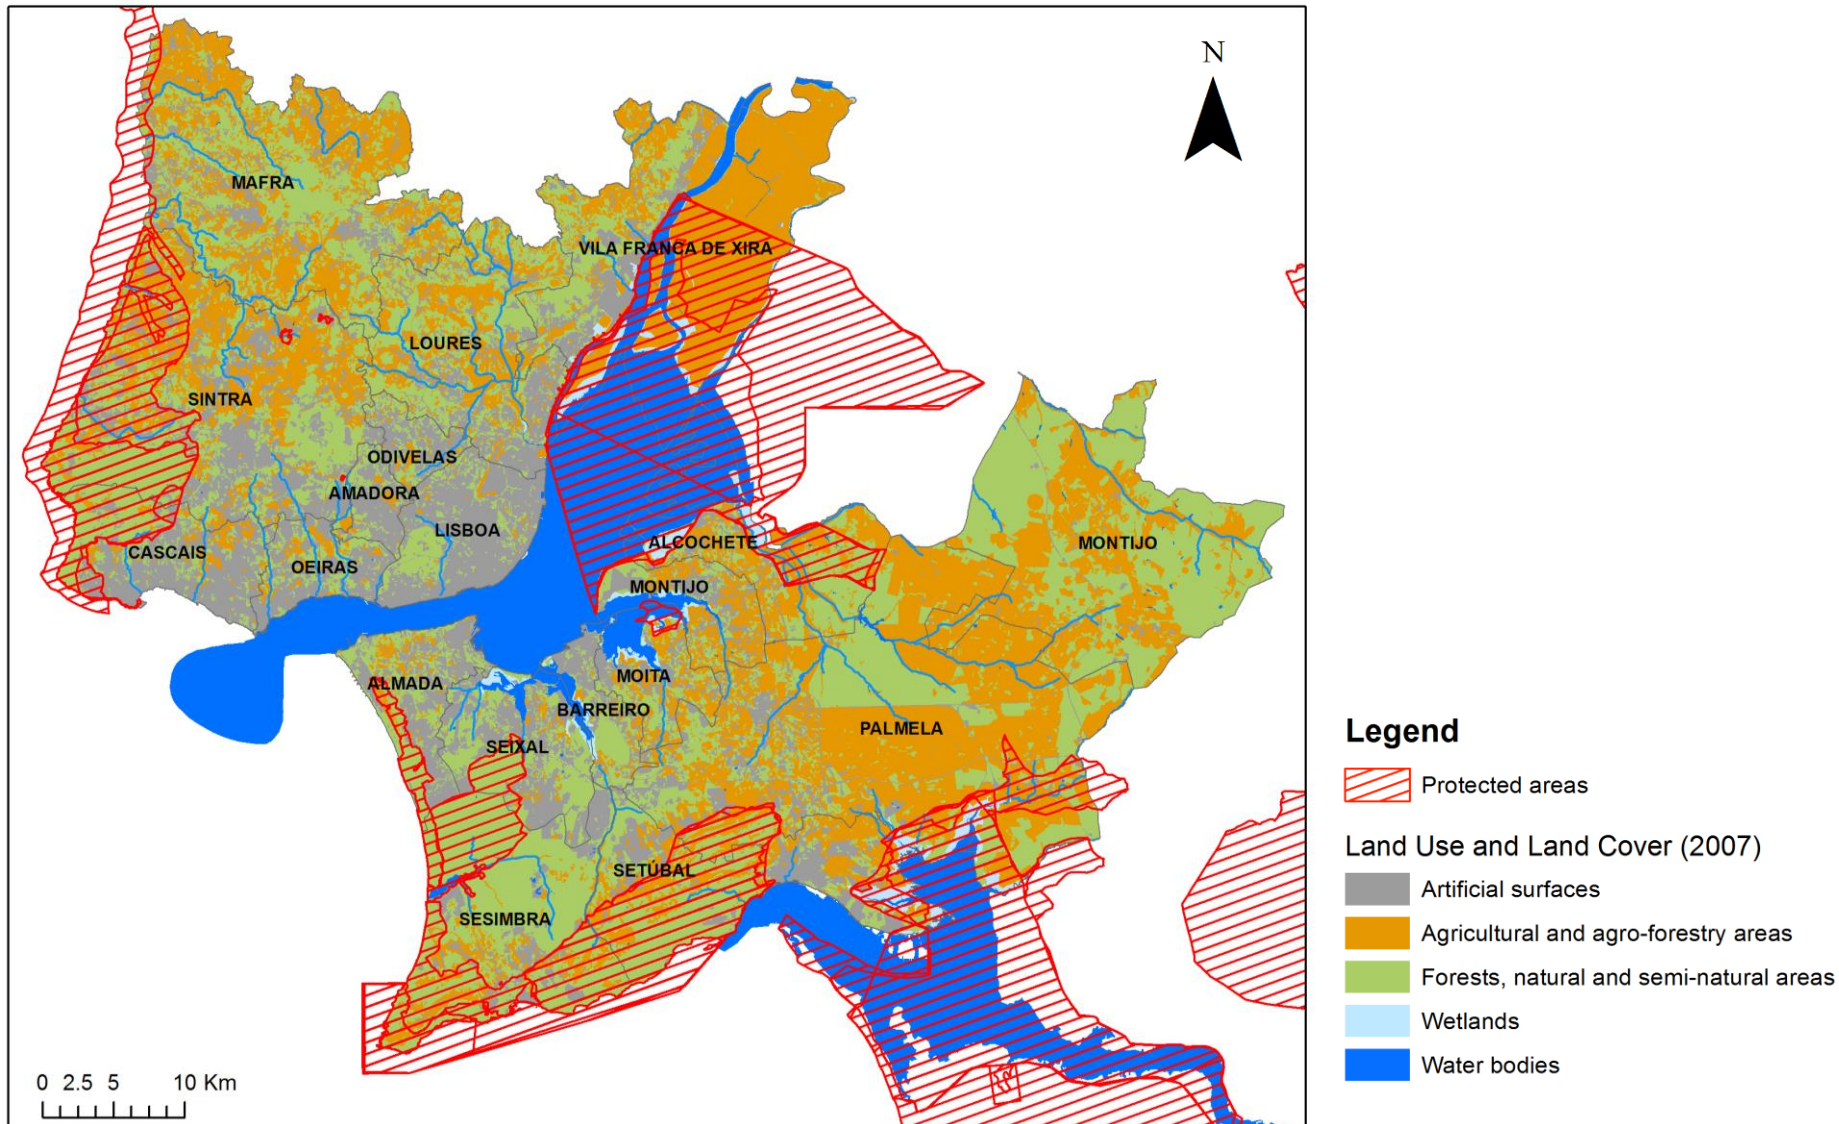 N
MAFRA
VILA FRANCA DE XIRA
LOURES
SINTRA
ODIVELAS
AMADORA
LISBOA
CASCAIS
OEIRAS
ALCOCHETE
MONTIJO
MONTIJO
ALMADA
MOITA
BARREIRO
SEIXAL
PALMELA
SETÚBAL
SESIMBRA
0 2.5 5 10 Km
Legend
Protected areas
Land Use and Land Cover (2007)
Artificial surfaces
Agricultural and agro-forestry areas
Forests, natural and semi-natural areas
Wetlands
Water bodies